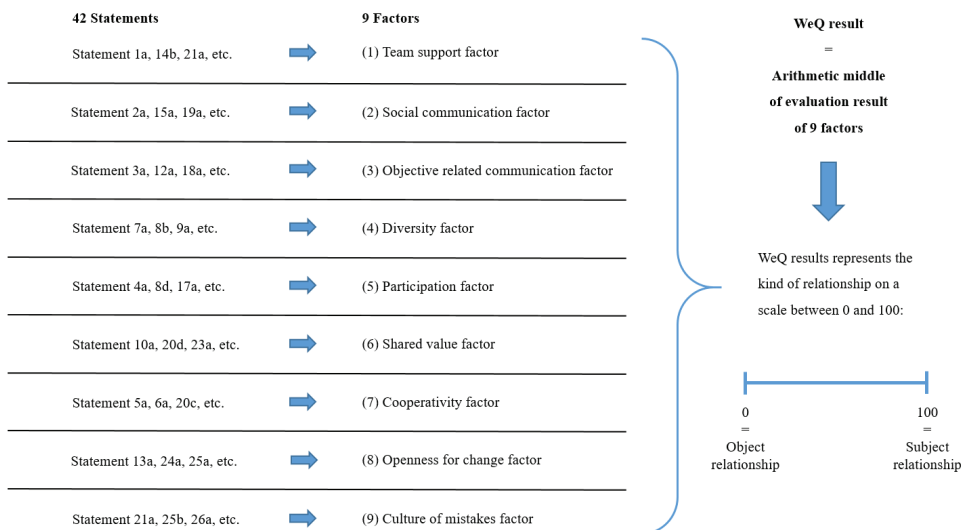 42 Statements
9 Factors
Statement 1a, 14b, 21a, etc.
(1) Team support factor
Statement 2a, 15a, 19a, etc.
(2) Social communication factor
Statement 3a, 12a, 18a, etc.
(3) Objective related communication factor
Statement 7a, 8b, 9a, etc.
(4) Diversity factor
Statement 4a, 8d, 17a, etc.
(5) Participation factor
Statement 10a, 20d, 23a, etc.
(6) Shared value factor
Statement 5a, 6a, 20c, etc.
(7) Cooperativity factor
Statement 13a, 24a, 25a, etc.
(8) Openness for change factor
Statement 21a, 25b, 26a, etc.
(9) Culture of mistakes factor
WeQ result
=
Arithmetic middle
of evaluation result
of 9 factors
WeQ results represents the
kind of relationship on a
scale between 0 and 100:
0
=
Object
relationship
100
=
Subject
relationship